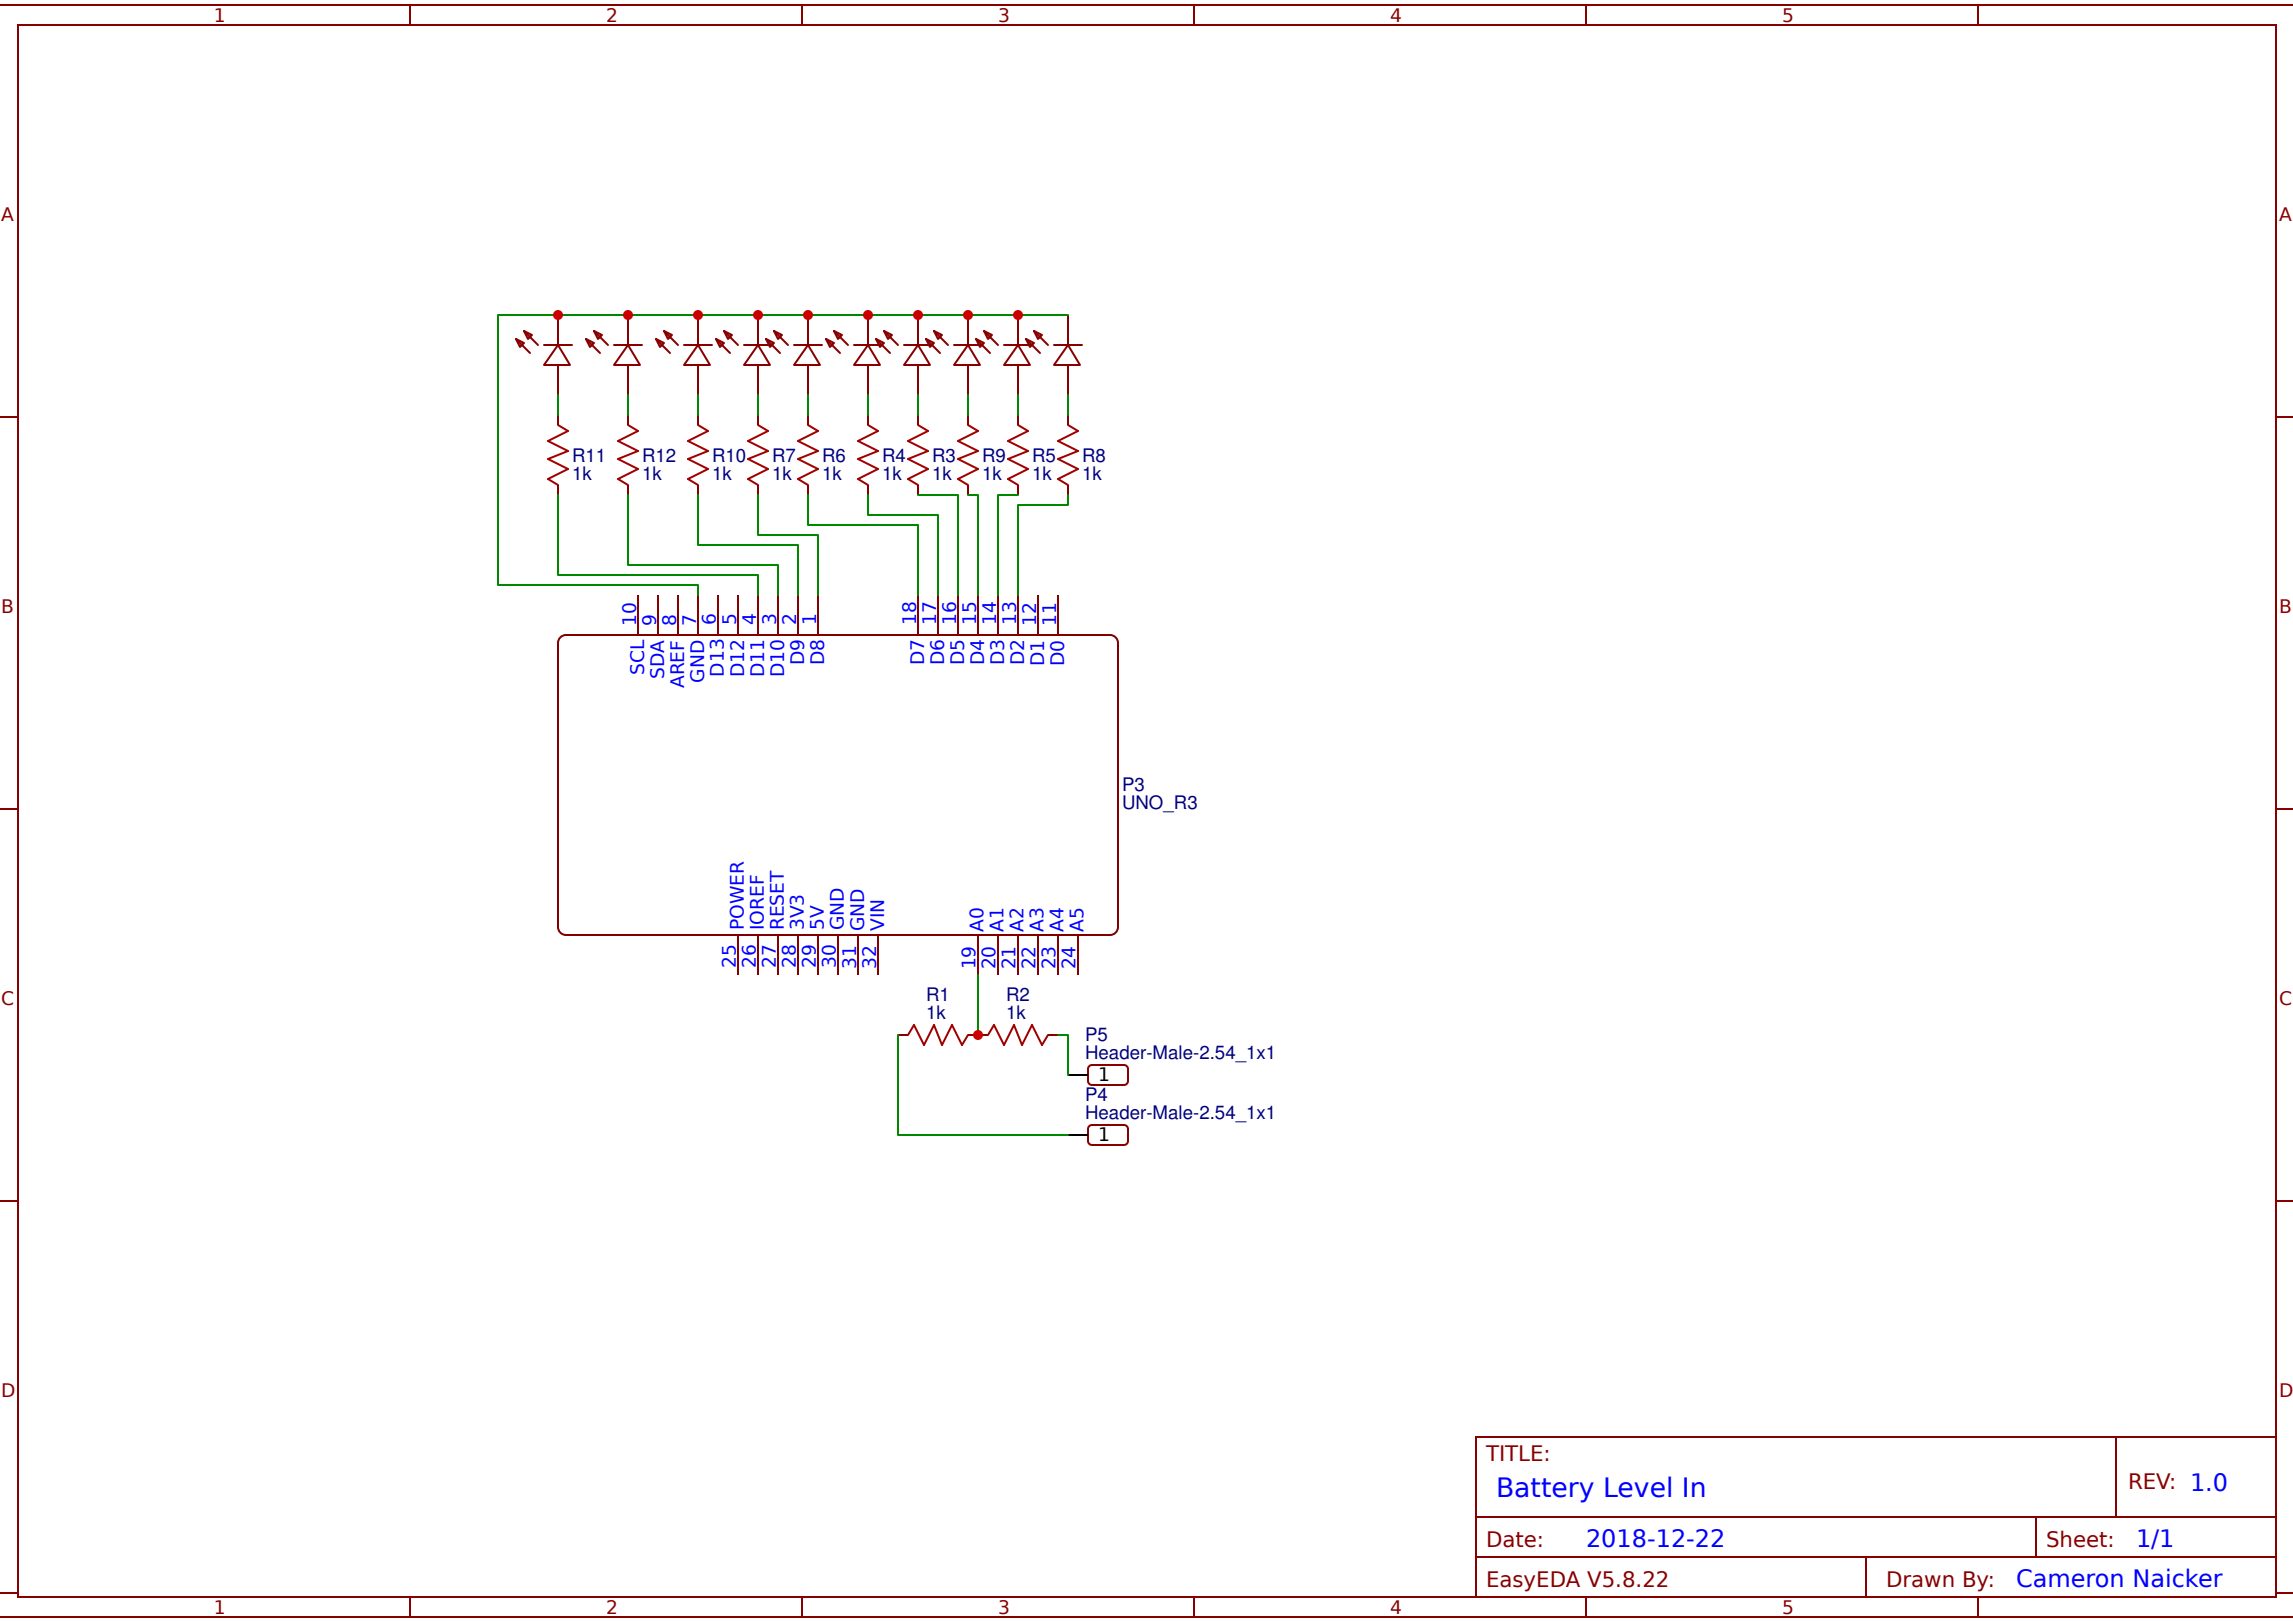 1 2 3 4 5
A A
R11 R12 R10 R7 R6 R4 R3 R9 R5 R8
1k 1k 1k 1k 1k 1k 1k 1k 1k 1k
B B
10 9 8 7 6 5 4 3 2 1 18 17 16 15 14 13 12 11
SCL SDA AREF GND D13 D12 D11 D10 D9 D8 D7 D6 D5 D4 D3 D2 D1 D0
P3
UNO_R3
POWER IOREF RESET 3V3 5V GND GND VIN A0 A1 A2 A3 A4 A5
25 26 27 28 29 30 31 32 19 20 21 22 23 24
C C
R1 R2
1k 1k
P5
Header-Male-2.54_1x1
1
P4
Header-Male-2.54_1x1
1
D D
TITLE:
Battery Level In
REV: 1.0
Date: 2018-12-22
Sheet: 1/1
EasyEDA V5.8.22
Drawn By: Cameron Naicker
1 2 3 4 5